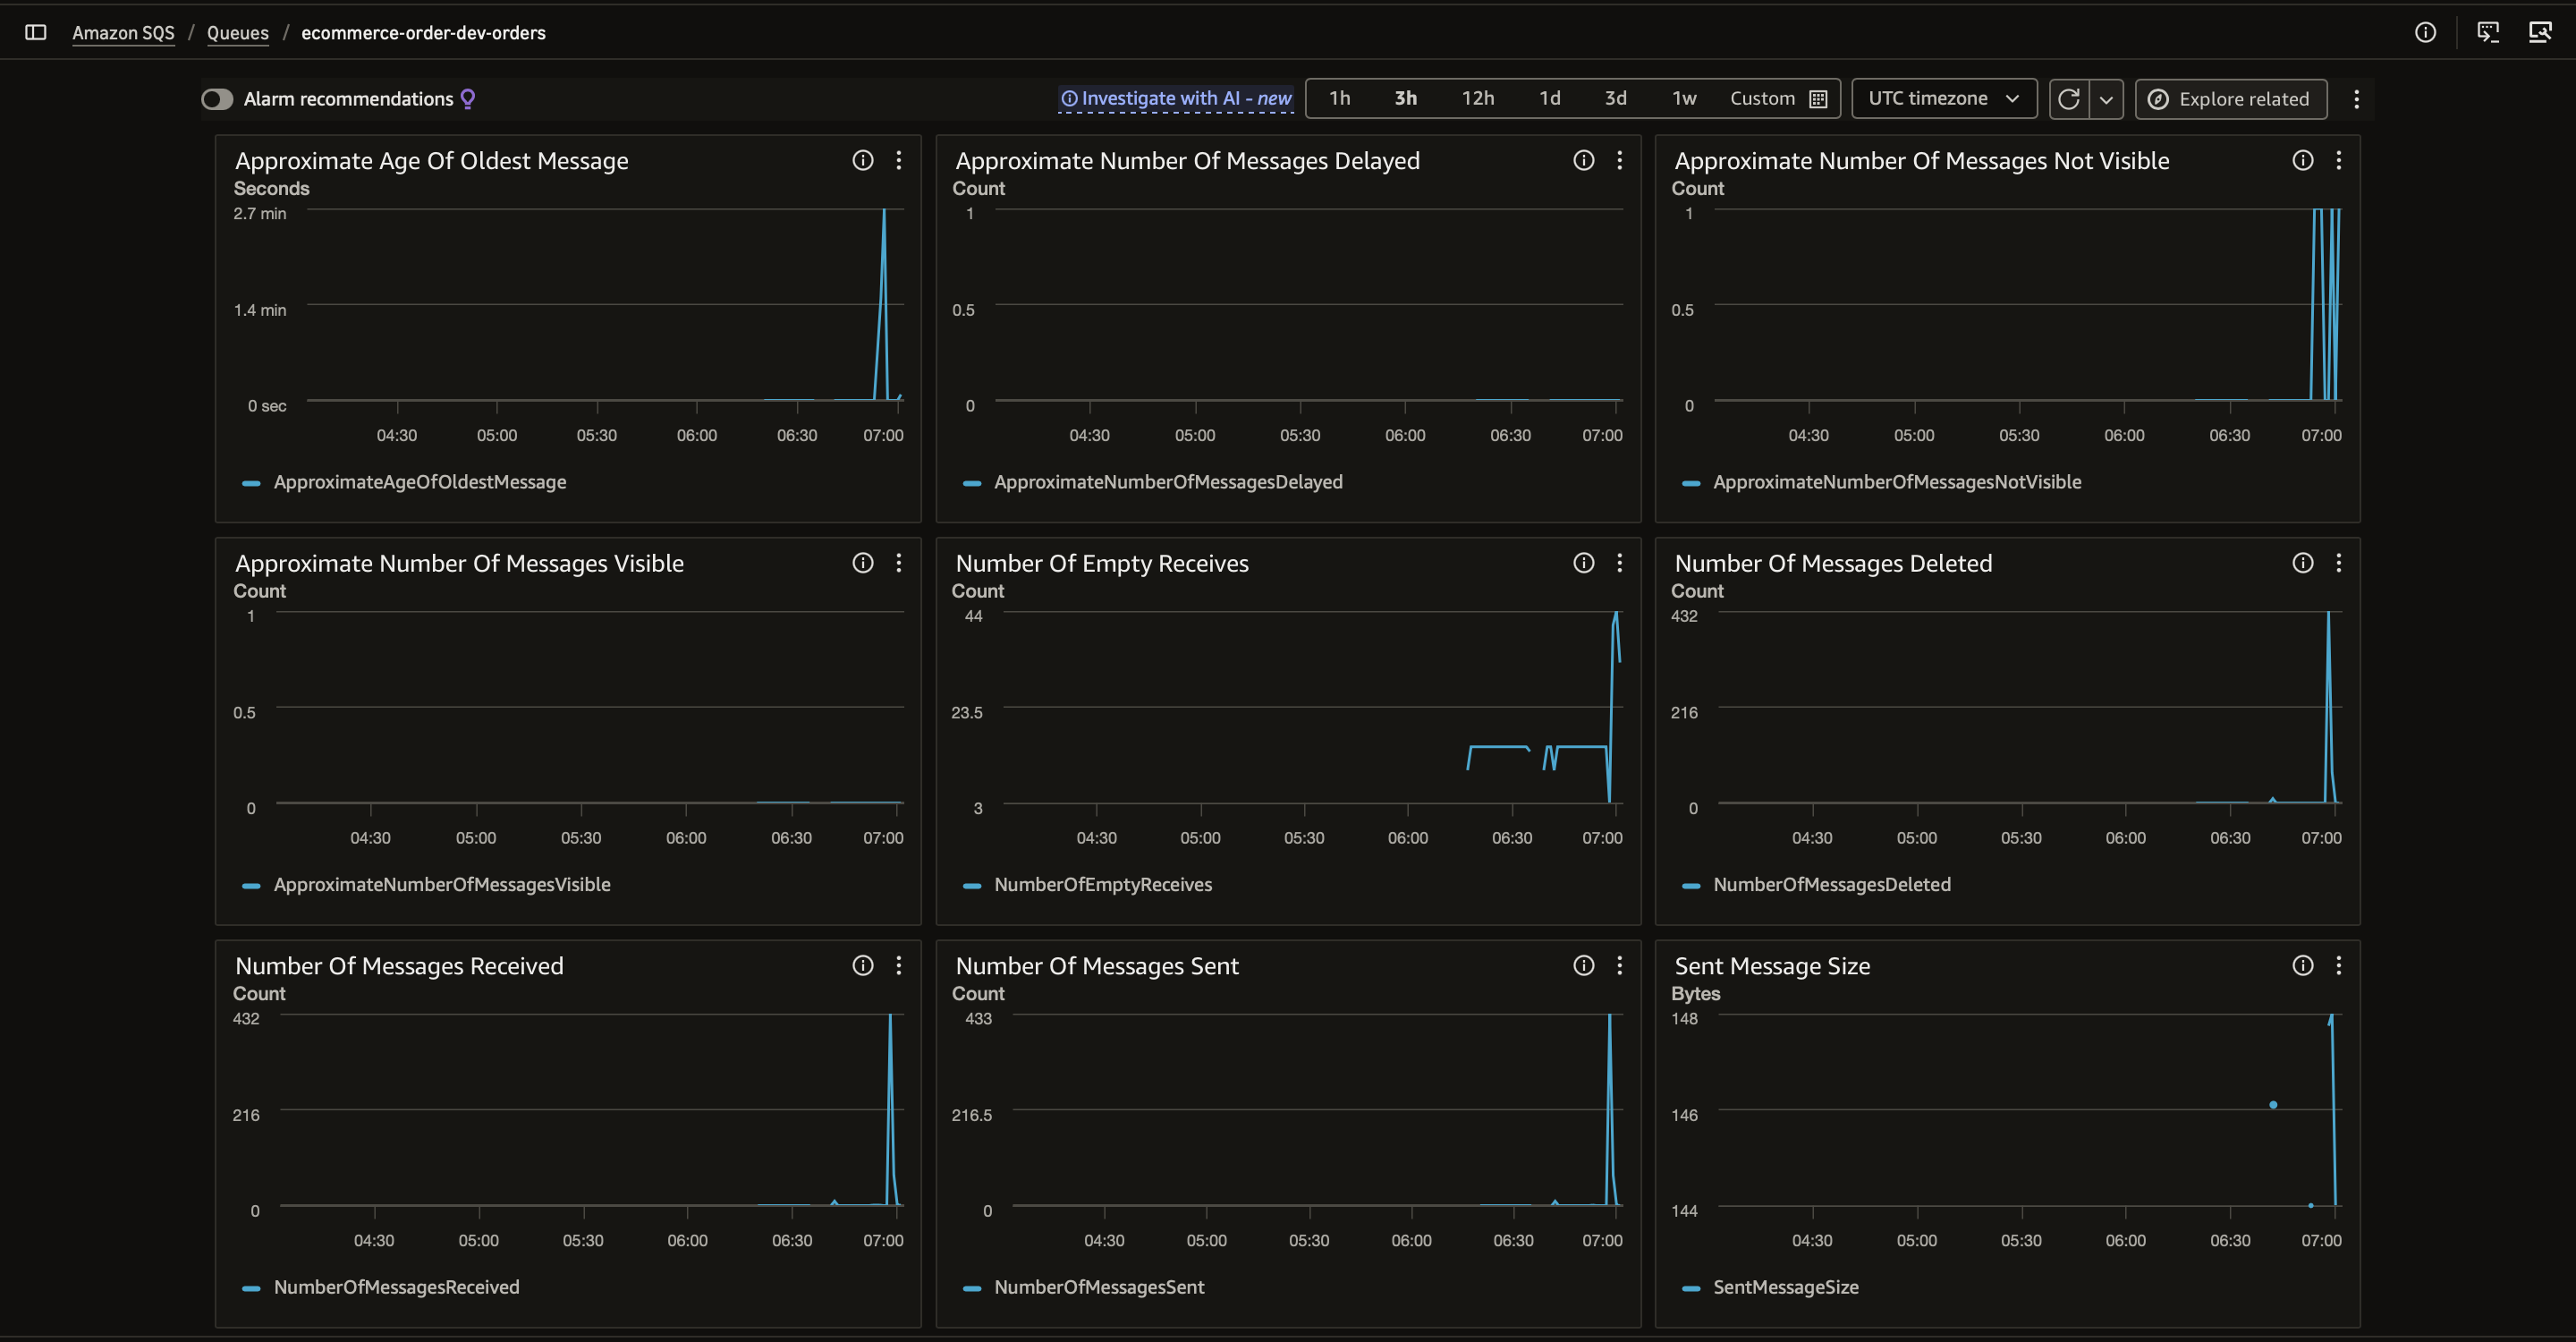 Amazon SQS / Queues / ecommerce-order-dev-orders
Alarm recommendations
Investigate with AI - new
1h 3h 12h 1d 3d 1w Custom
UTC timezone
Explore related
Approximate Age Of Oldest Message
Seconds
2.7 min
1.4 min
0 sec
04:30 05:00 05:30 06:00 06:30 07:00
ApproximateAgeOfOldestMessage
Approximate Number Of Messages Delayed
Count
1
0.5
0
04:30 05:00 05:30 06:00 06:30 07:00
ApproximateNumberOfMessagesDelayed
Approximate Number Of Messages Not Visible
Count
1
0.5
0
04:30 05:00 05:30 06:00 06:30 07:00
ApproximateNumberOfMessagesNotVisible
Approximate Number Of Messages Visible
Count
1
0.5
0
04:30 05:00 05:30 06:00 06:30 07:00
ApproximateNumberOfMessagesVisible
Number Of Empty Receives
Count
44
23.5
3
04:30 05:00 05:30 06:00 06:30 07:00
NumberOfEmptyReceives
Number Of Messages Deleted
Count
432
216
0
04:30 05:00 05:30 06:00 06:30 07:00
NumberOfMessagesDeleted
Number Of Messages Received
Count
432
216
0
04:30 05:00 05:30 06:00 06:30 07:00
NumberOfMessagesReceived
Number Of Messages Sent
Count
433
216.5
0
04:30 05:00 05:30 06:00 06:30 07:00
NumberOfMessagesSent
Sent Message Size
Bytes
148
146
144
04:30 05:00 05:30 06:00 06:30 07:00
SentMessageSize